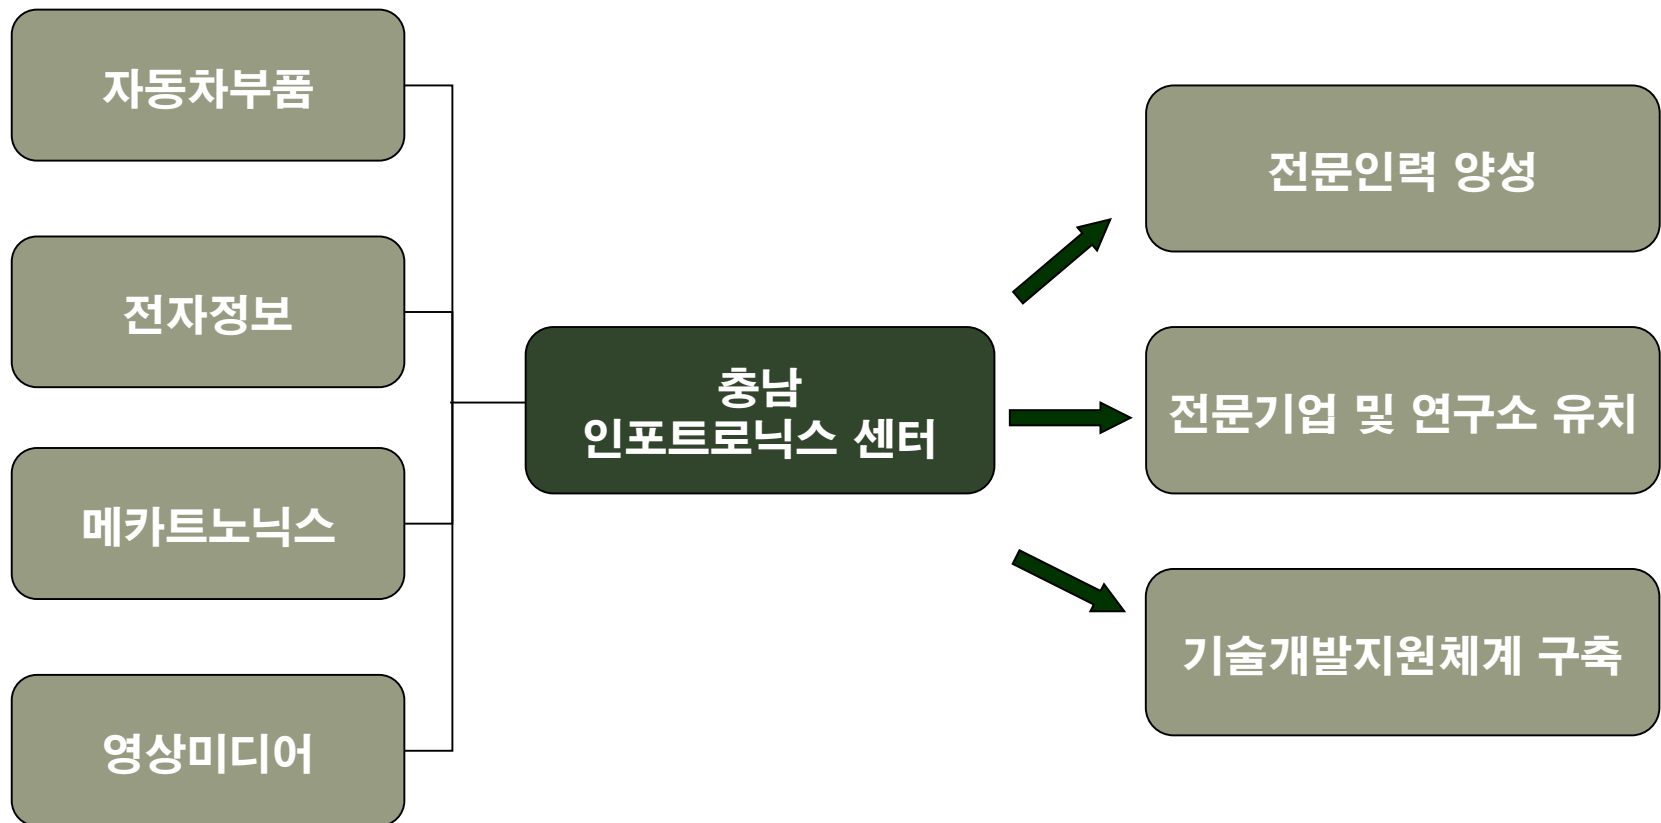 자동차부품
전자정보
메카트노닉스
영상미디어
충남
인포트로닉스 센터
전문인력 양성
전문기업 및 연구소 유치
기술개발지원체계 구축